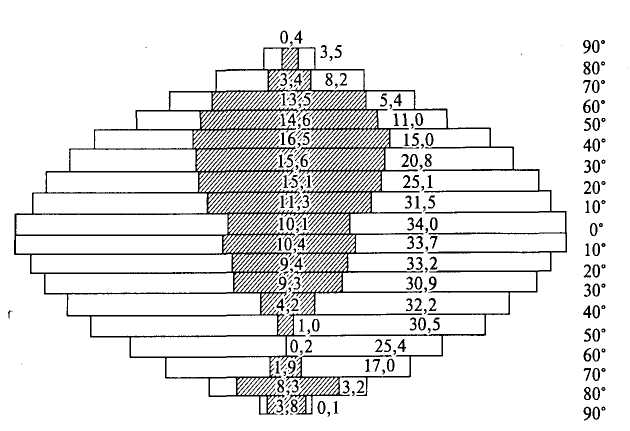 0,4
3,5 90°
3,4 8,2 80°
70°
13,5 5,4 60°
14,6 11,0 50°
16,5 15,0 40°
15,6 20,8 30°
15,1 25,1 20°
11,3 31,5 10°
10,1 34,0 0°
10,4 33,7 10°
9,4 33,2 20°
9,3 30,9 30°
4,2 32,2 40°
1,0 30,5 50°
0,2 25,4 60°
1,9 17,0 70°
8,3 3,2 80°
3,8 0,1 90°